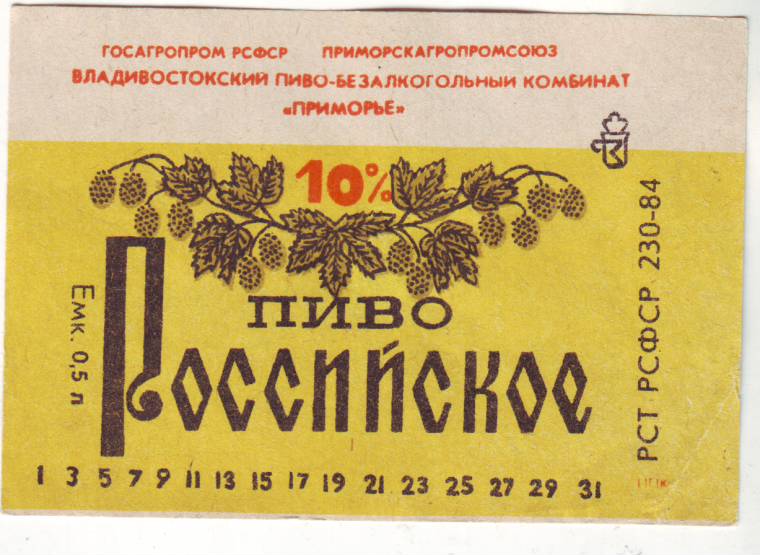 ГОСАГРОПРОМ РСФСР ПРИМОРСКАГРОПРОМСОЮЗ
ВЛАДИВОСТОКСКИЙ ПИВО-БЕЗАЛКОГОЛЬНЫЙ КОМБИНАТ
«ПРИМОРЬЕ»
10%
ПИВО
РОССИЙСКОЕ
Емк. 0,5 л
РСТ РСФСР 230-84
1 3 5 7 9 11 13 15 17 19 21 23 25 27 29 31